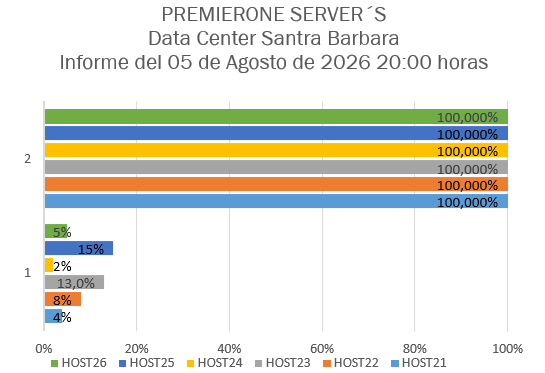 PREMIERONE SERVER´S
Data Center Santra Barbara
Informe del 05 de Agosto de 2026 20:00 horas
100,000%
100,000%
2
100,000%
100,000%
100,000%
100,000%
5%
15%
1
2%
13,0%
8%
4%
0% 20% 40% 60% 80% 100%
HOST26 HOST25 HOST24 HOST23 HOST22 HOST21